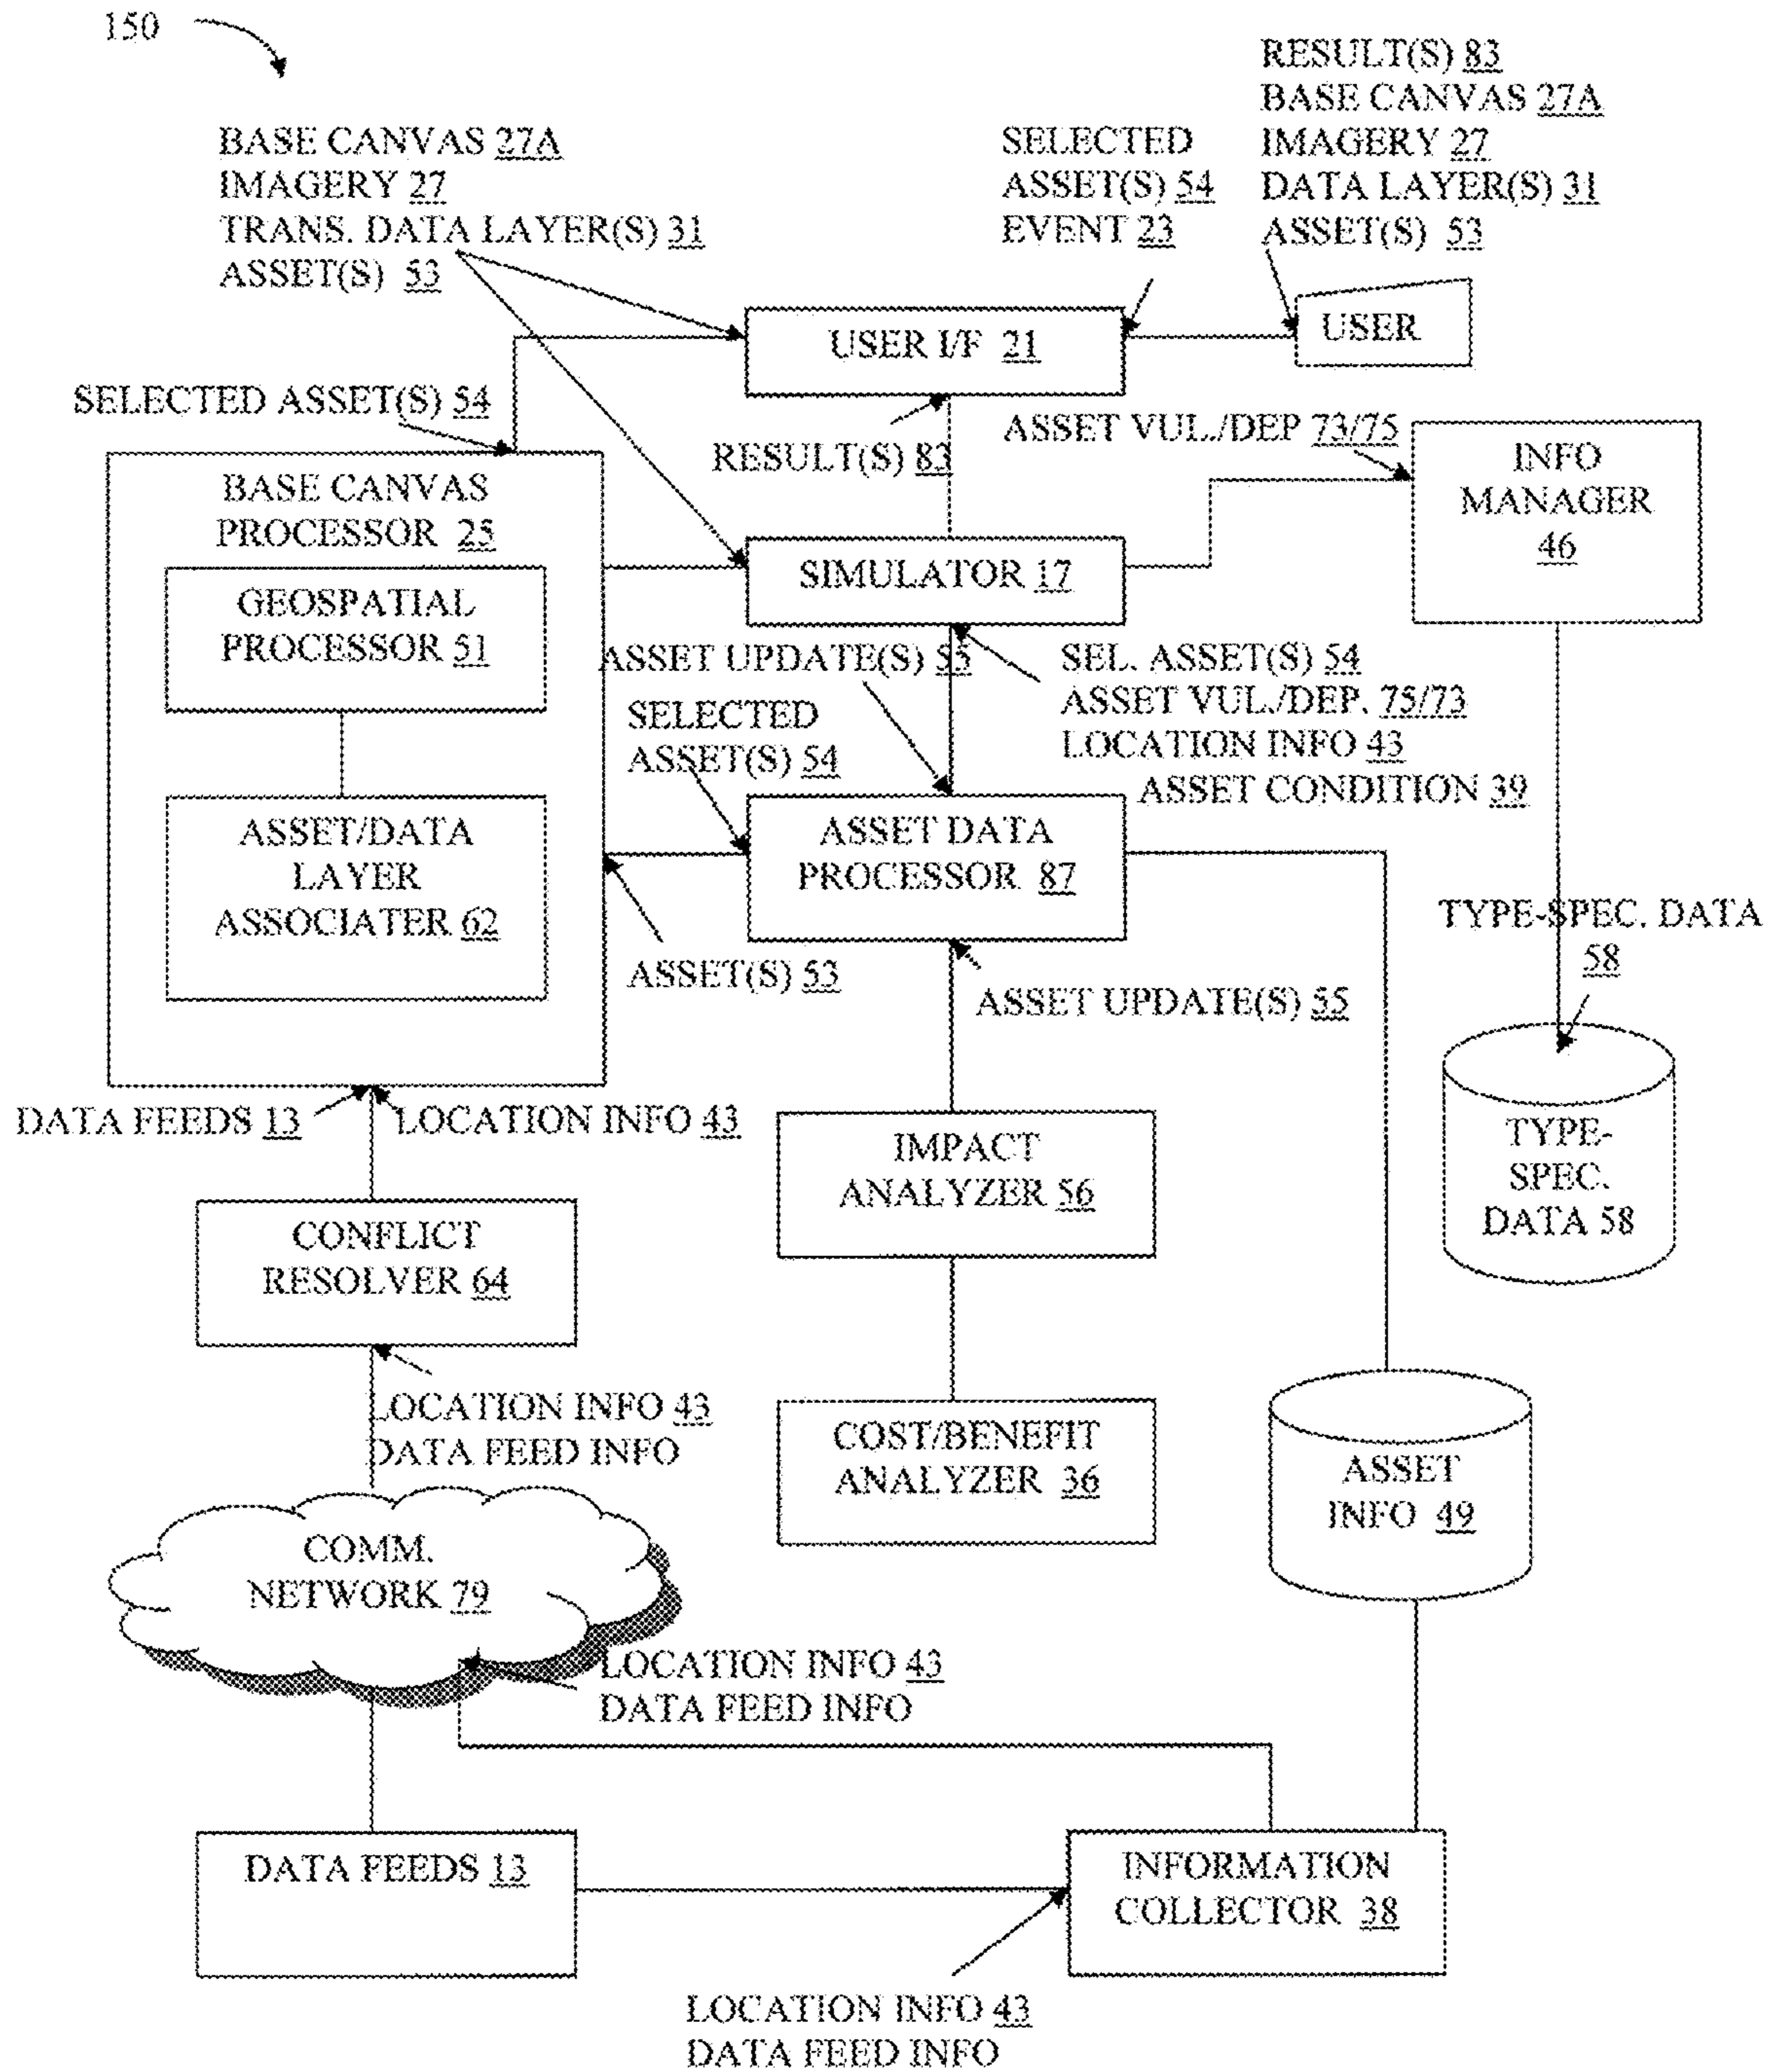 150
RESULT(S) 83
BASE CANVAS 27A
IMAGERY 27
DATA LAYER(S) 31
ASSET(S) 53
BASE CANVAS 27A
IMAGERY 27
TRANS. DATA LAYER(S) 31
ASSET(S) 53
SELECTED
ASSET(S) 54
EVENT 23
USER I/F 21
USER
SELECTED ASSET(S) 54
RESULT(S) 83
ASSET VUL./DEP 73/75
INFO
MANAGER
46
BASE CANVAS
PROCESSOR 25
GEOSPATIAL
PROCESSOR 51
SIMULATOR 17
ASSET UPDATE(S) 55
SELECTED
ASSET(S) 54
SEL. ASSET(S) 54
ASSET VUL./DEP. 75/73
LOCATION INFO 43
ASSET CONDITION 39
ASSET/DATA
LAYER
ASSOCIATER 62
ASSET DATA
PROCESSOR 87
TYPE-SPEC. DATA
58
ASSET(S) 53
ASSET UPDATE(S) 55
DATA FEEDS 13
LOCATION INFO 43
IMPACT
ANALYZER 56
TYPE-
SPEC.
DATA 58
CONFLICT
RESOLVER 64
LOCATION INFO 43
DATA FEED INFO
COST/BENEFIT
ANALYZER 36
ASSET
INFO 49
COMM.
NETWORK 79
LOCATION INFO 43
DATA FEED INFO
DATA FEEDS 13
INFORMATION
COLLECTOR 38
LOCATION INFO 43
DATA FEED INFO